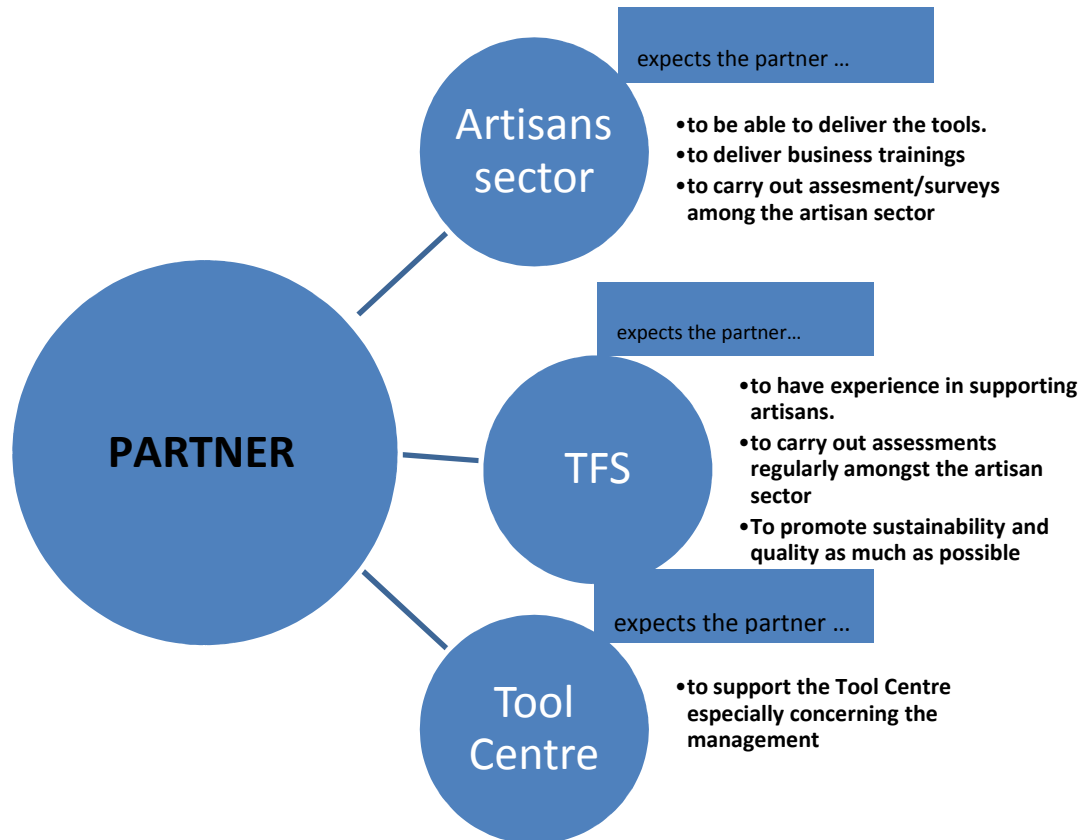 expects the partner …
Artisans
sector
•to be able to deliver the tools.
•to deliver business trainings
•to carry out assesment/surveys
among the artisan sector
PARTNER
expects the partner…
TFS
•to have experience in supporting
artisans.
•to carry out assessments
regularly amongst the artisan
sector
•To promote sustainability and
quality as much as possible
expects the partner …
Tool
Centre
•to support the Tool Centre
especially concerning the
management